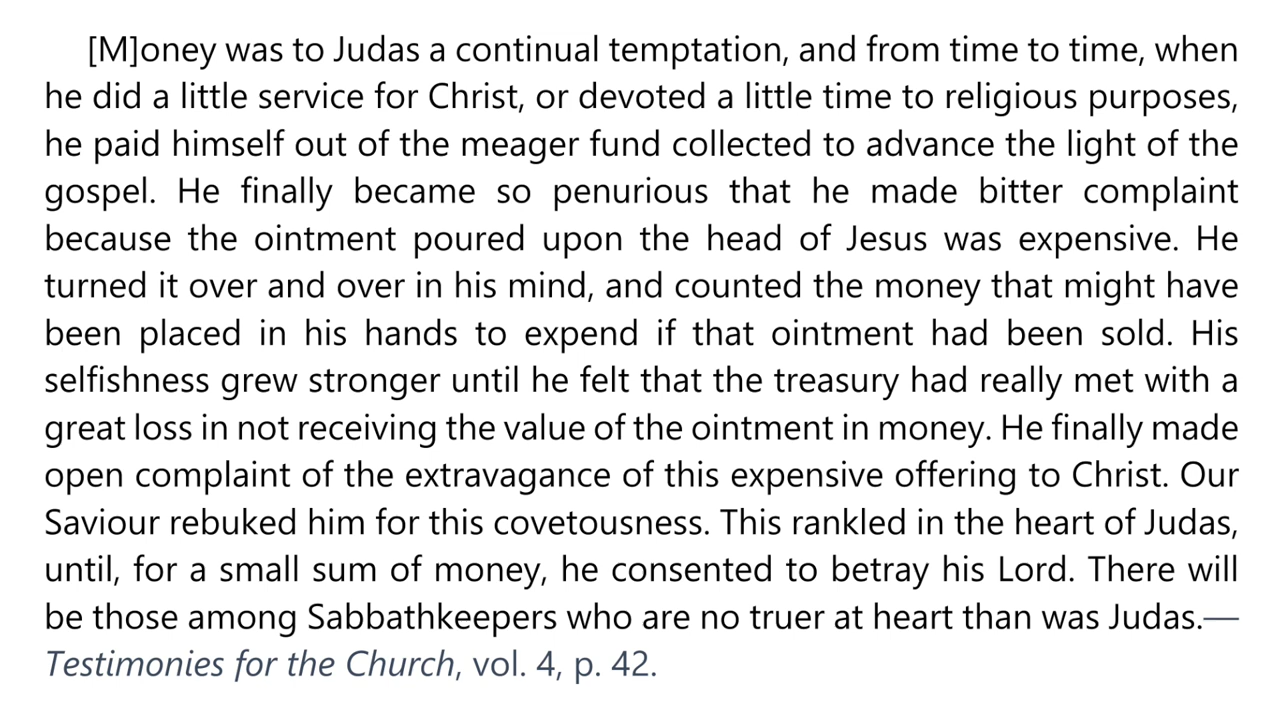 [M]oney was to Judas a continual temptation, and from time to time, when
he did a little service for Christ, or devoted a little time to religious purposes,
he paid himself out of the meager fund collected to advance the light of the
gospel. He finally became so penurious that he made bitter complaint
because the ointment poured upon the head of Jesus was expensive. He
turned it over and over in his mind, and counted the money that might have
been placed in his hands to expend if that ointment had been sold. His
selfishness grew stronger until he felt that the treasury had really met with a
great loss in not receiving the value of the ointment in money. He finally made
open complaint of the extravagance of this expensive offering to Christ. Our
Saviour rebuked him for this covetousness. This rankled in the heart of Judas,
until, for a small sum of money, he consented to betray his Lord. There will
be those among Sabbathkeepers who are no truer at heart than was Judas.—
Testimonies for the Church, vol. 4, p. 42.